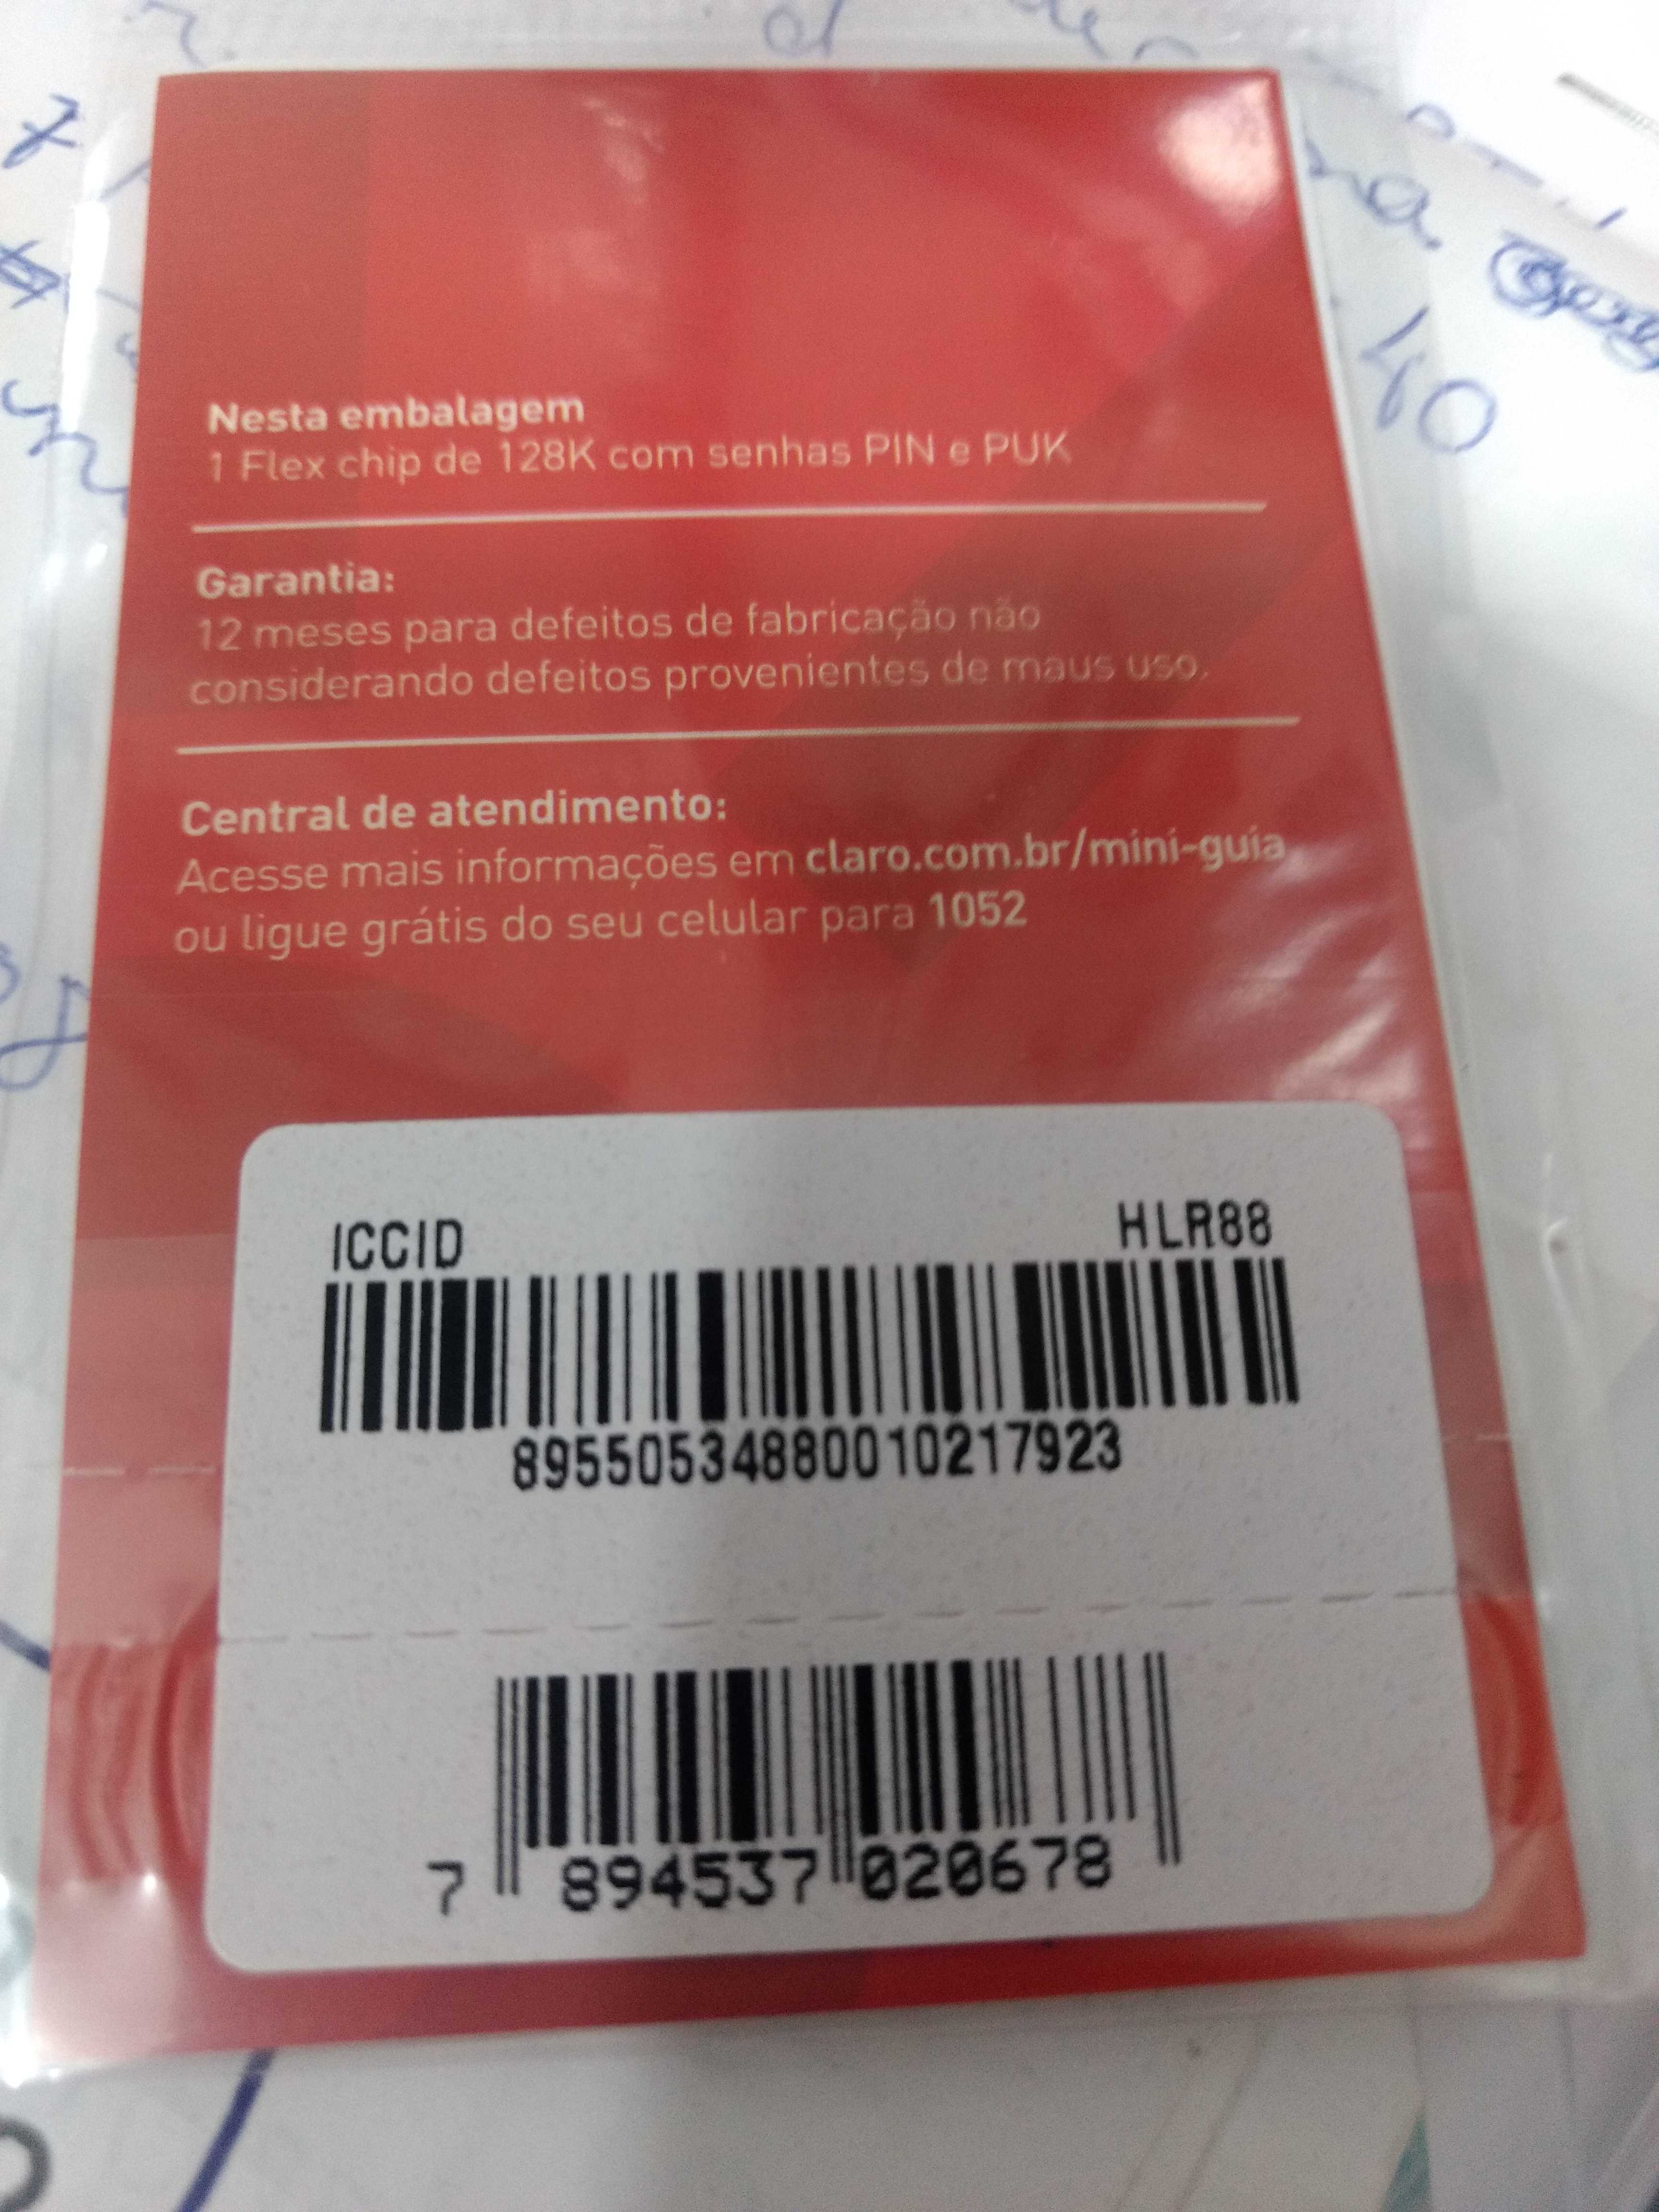 Nesta embalagem
1 Flex chip de 128K com senhas PIN e PUK
Garantia:
12 meses para defeitos de fabricação não
considerando defeitos provenientes de maus uso.
Central de atendimento:
Acesse mais informações em claro.com.br/mini-guia
ou ligue grátis do seu celular para 1052
ICCID HLR88
89550534880010217923
7 894537 020678
40